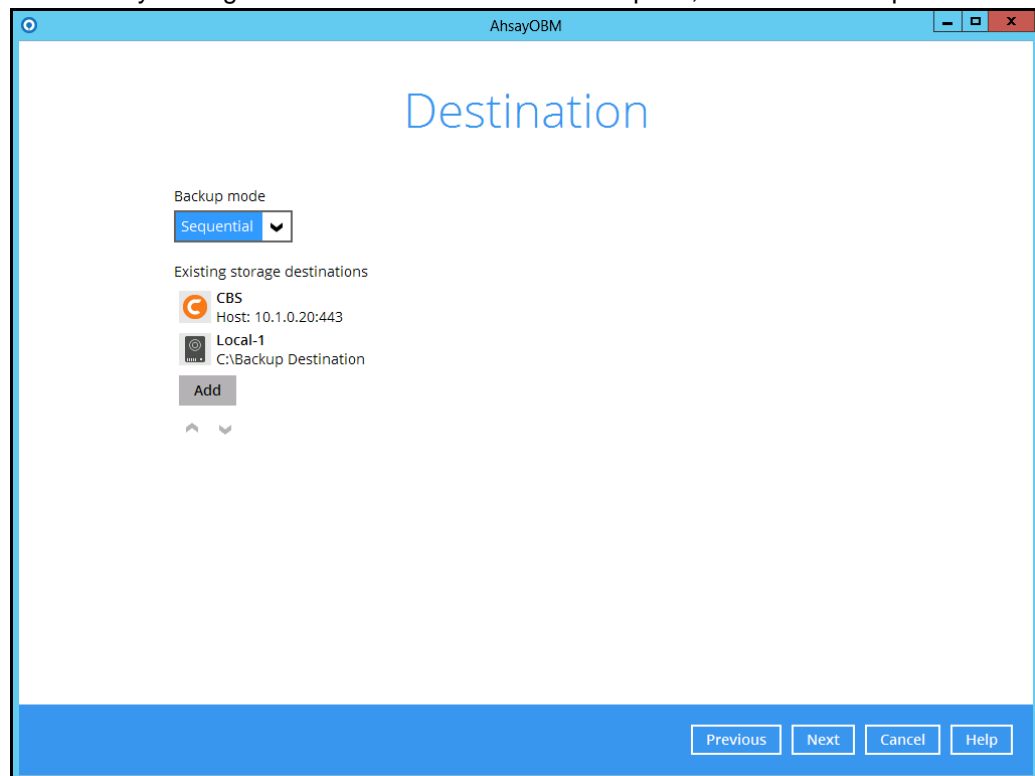 AhsayOBM
Destination
Backup mode
Sequential
Existing storage destinations
CBS
Host: 10.1.0.20:443
Local-1
C:\Backup Destination
Add
Previous Next Cancel Help